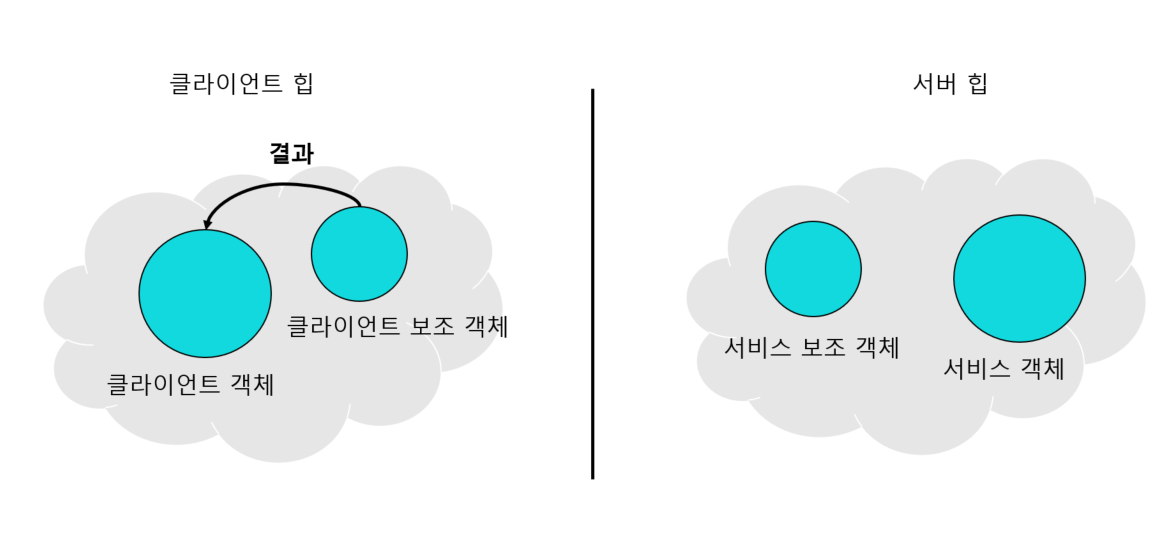 클라이언트 힙
서버 힙
결과
클라이언트 보조 객체
클라이언트 객체
서비스 보조 객체
서비스 객체